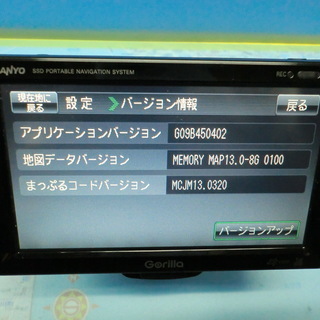 SANYO SSD PORTABLE NAVIGATION SYSTEM REC
現在地に戻る 設定 バージョン情報 戻る
アプリケーションバージョン G09B450402
地図データバージョン MEMORY MAP13.0-8G 0100
まっぷるコードバージョン MCJM13.0320
バージョンアップ
Gorilla